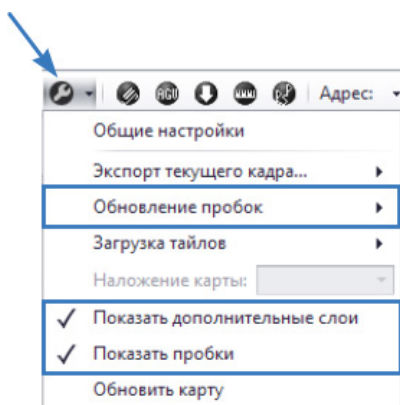 AGU Адрес:
Общие настройки
Экспорт текущего кадра...
Обновление пробок
Загрузка тайлов
Наложение карты:
Показать дополнительные слои
Показать пробки
Обновить карту